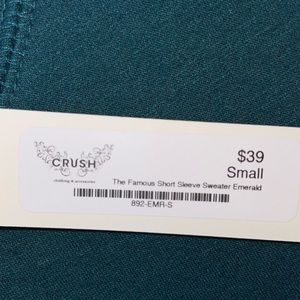 CRUSH
clothing & accessories
$39
Small
The Famous Short Sleeve Sweater Emerald
892-EMR-S